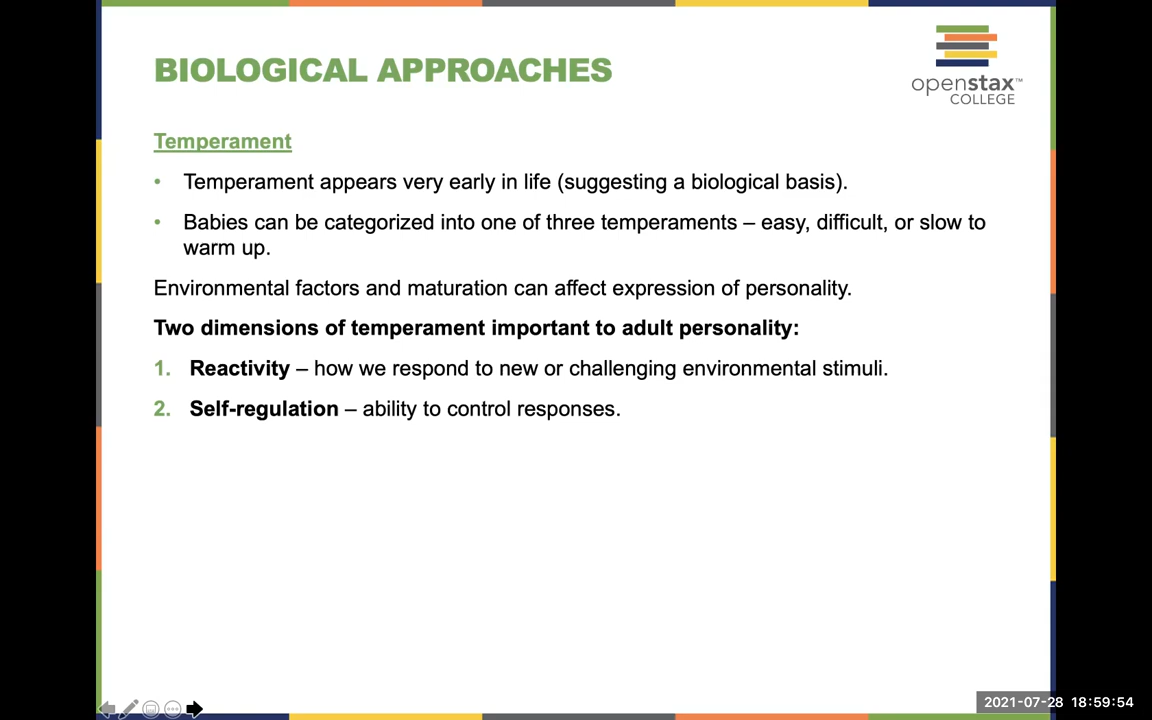 BIOLOGICAL APPROACHES
openstax™
COLLEGE
Temperament
• Temperament appears very early in life (suggesting a biological basis).
• Babies can be categorized into one of three temperaments – easy, difficult, or slow to
warm up.
Environmental factors and maturation can affect expression of personality.
Two dimensions of temperament important to adult personality:
1. Reactivity – how we respond to new or challenging environmental stimuli.
2. Self-regulation – ability to control responses.
2021-07-28 18:59:54